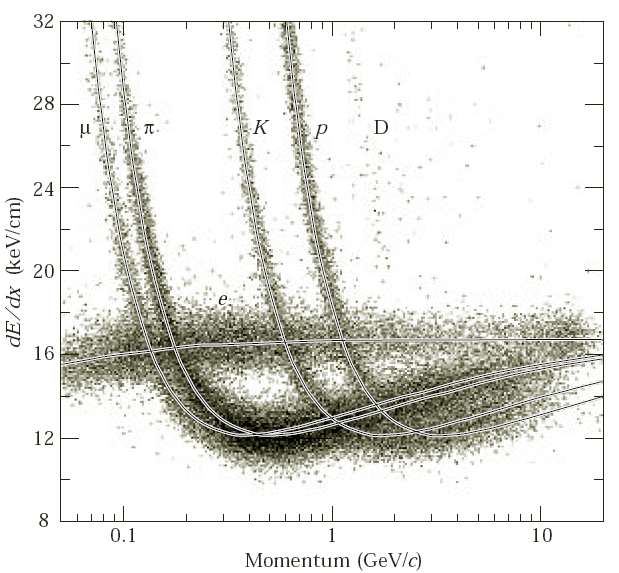 32
28
24
20
16
12
8
dE/dx (keV/cm)
μ π K p D
e
0.1 1 10
Momentum (GeV/c)